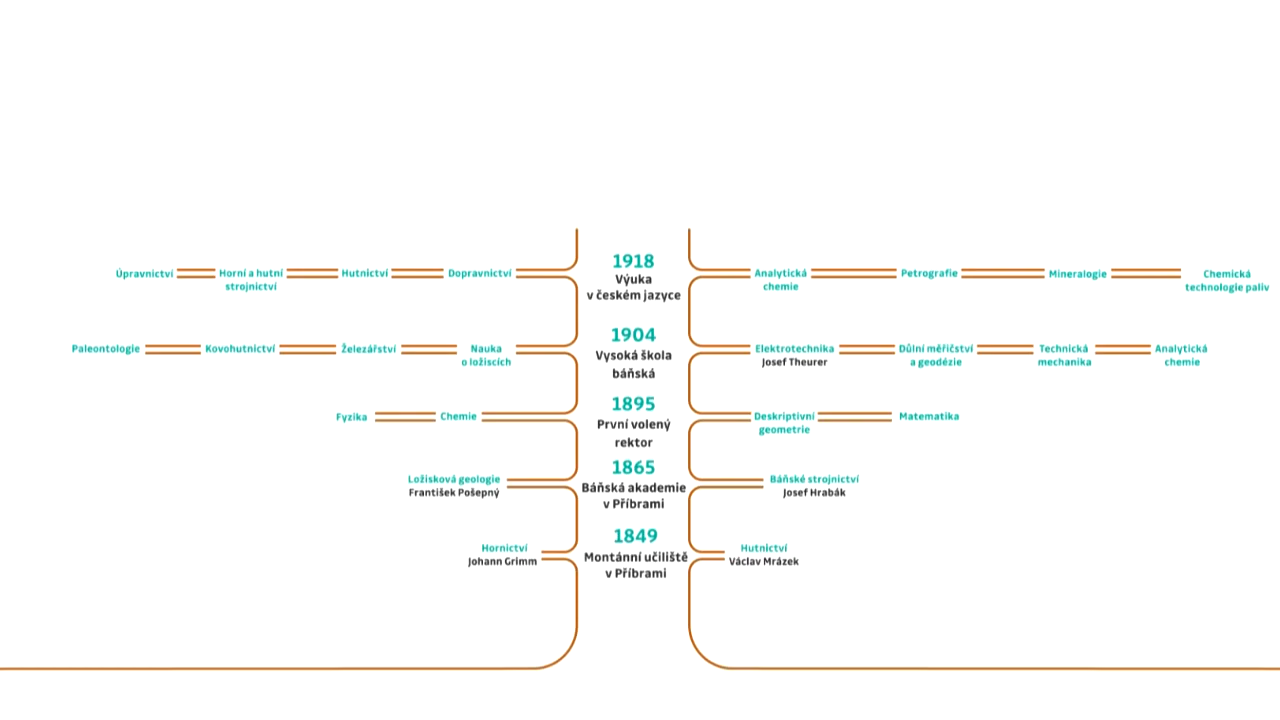 1918
Výuka
v českém jazyce
Úpravnictví
Horní a hutní
strojnictví
Hutnictví
Dopravnictví
Analytická
chemie
Petrografie
Mineralogie
Chemická
technologie paliv
1904
Vysoká škola
báňská
Paleontologie
Kovohutnictví
Železářství
Nauka
o ložiscích
Elektrotechnika
Josef Theurer
Důlní měřičství
a geodézie
Technická
mechanika
Analytická
chemie
1895
První volený
rektor
Fyzika
Chemie
Deskriptivní
geometrie
Matematika
1865
Báňská akademie
v Příbrami
Ložisková geologie
František Pošepný
Báňské strojnictví
Josef Hrabák
1849
Montánní učiliště
v Příbrami
Hornictví
Johann Grimm
Hutnictví
Václav Mrázek